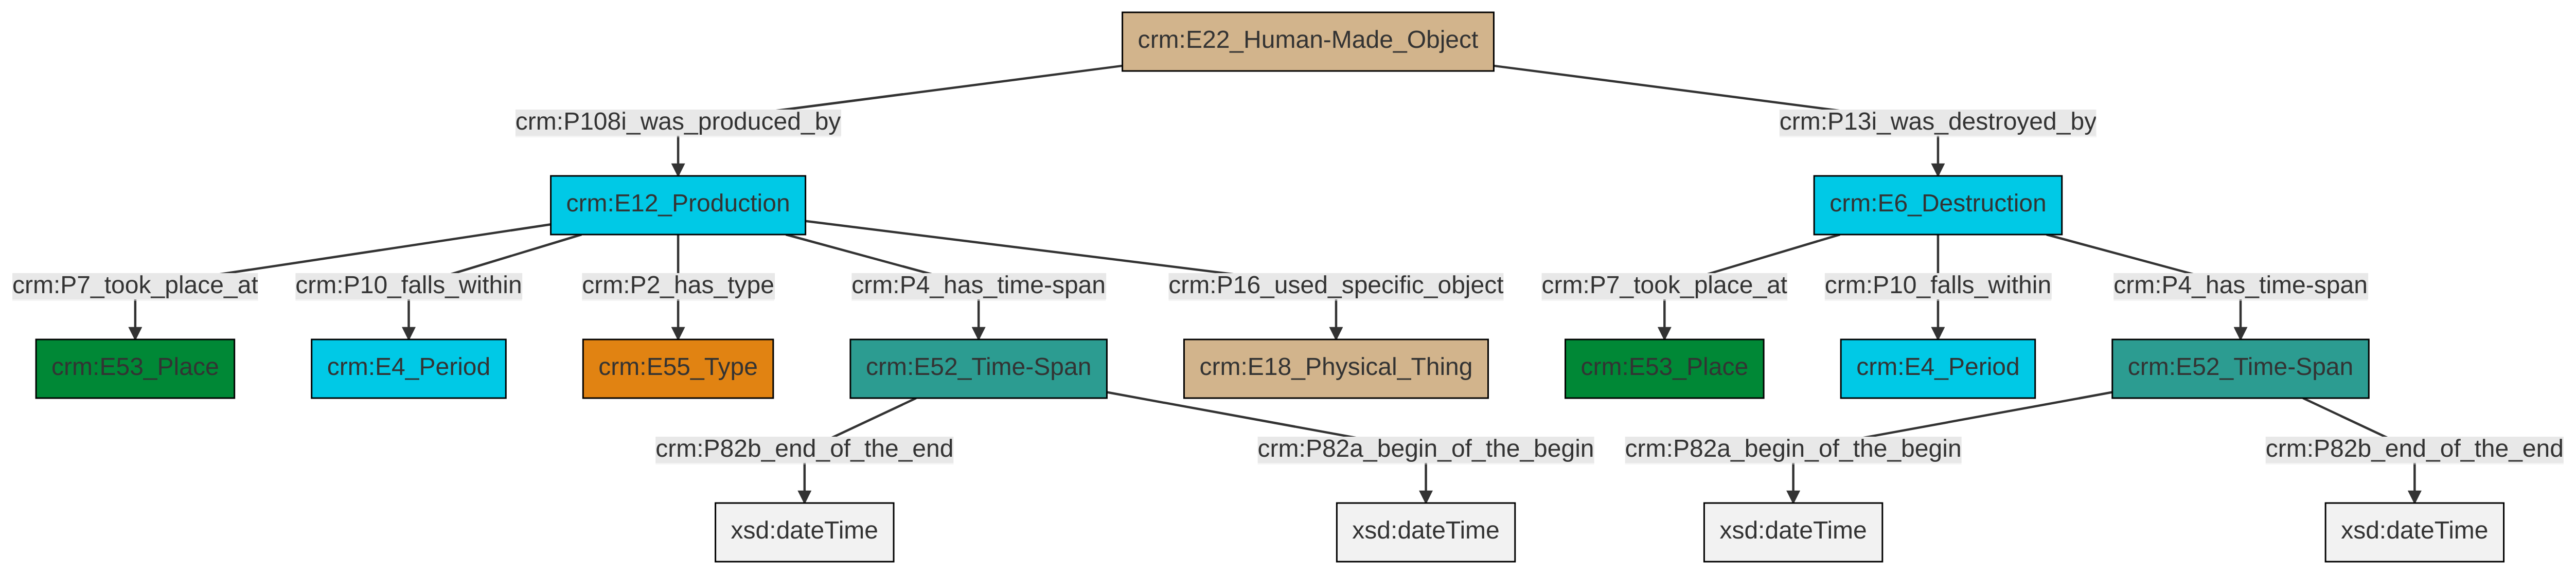 crm:E22_Human-Made_Object
crm:P108i_was_produced_by
crm:P13i_was_destroyed_by
crm:E12_Production
crm:E6_Destruction
crm:P7_took_place_at
crm:P10_falls_within
crm:P2_has_type
crm:P4_has_time-span
crm:P16_used_specific_object
crm:P7_took_place_at
crm:P10_falls_within
crm:P4_has_time-span
crm:E53_Place
crm:E4_Period
crm:E55_Type
crm:E52_Time-Span
crm:E18_Physical_Thing
crm:E53_Place
crm:E4_Period
crm:E52_Time-Span
crm:P82b_end_of_the_end
crm:P82a_begin_of_the_begin
crm:P82a_begin_of_the_begin
crm:P82b_end_of_the_end
xsd:dateTime
xsd:dateTime
xsd:dateTime
xsd:dateTime